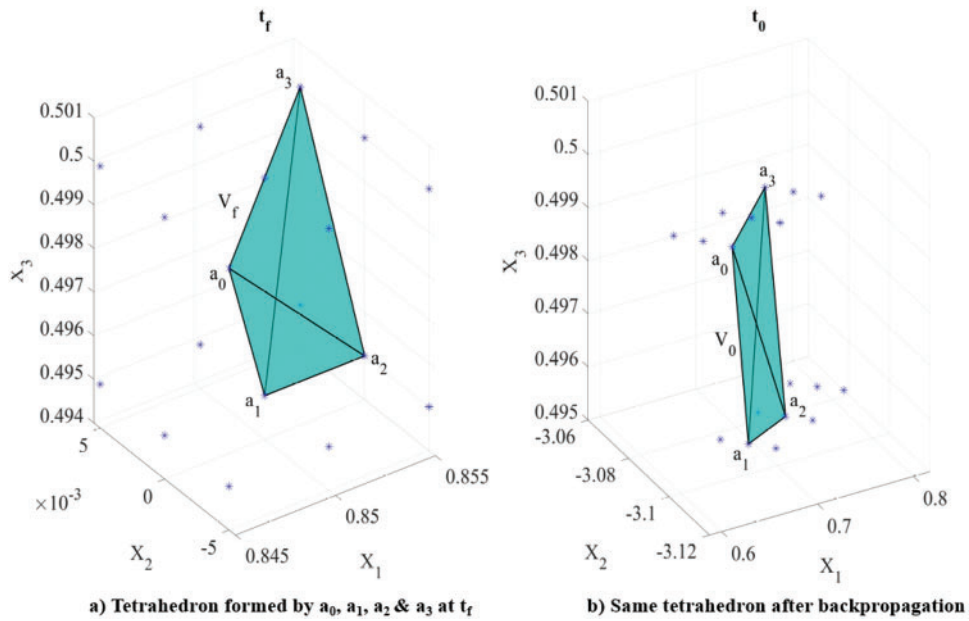 t_f
0.501
0.5
0.499
0.498
0.497
0.496
0.495
0.494
X_3
5
0
-5
×10^-3
X_2
0.845
0.85
0.855
X_1
a_3
V_f
a_0
a_2
a_1
a) Tetrahedron formed by a_0, a_1, a_2 & a_3 at t_f
t_0
0.501
0.5
0.499
0.498
0.497
0.496
0.495
X_3
-3.06
-3.08
-3.1
-3.12
X_2
0.6
0.7
0.8
X_1
a_3
a_0
V_0
a_2
a_1
b) Same tetrahedron after backpropagation